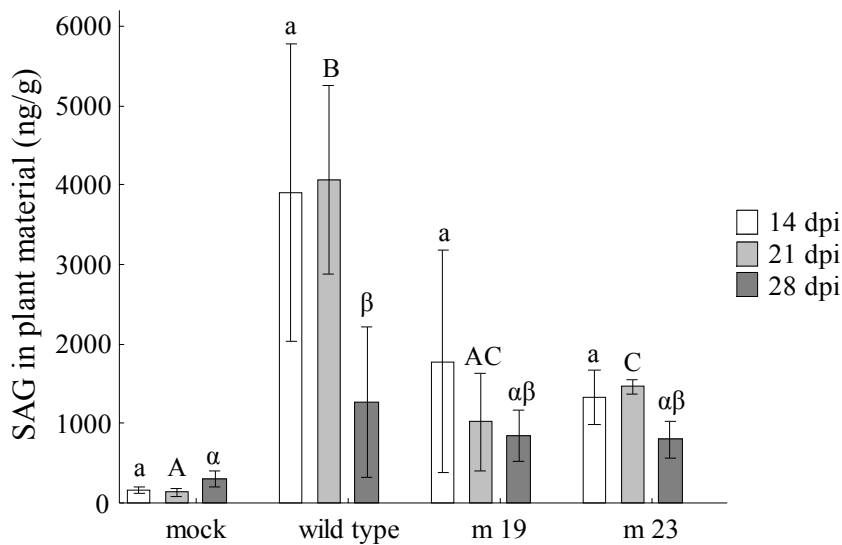 SAG in plant material (ng/g)
6000
5000
4000
3000
2000
1000
0
a
A
α
a
B
β
a
AC
αβ
a
C
αβ
mock
wild type
m 19
m 23
14 dpi
21 dpi
28 dpi